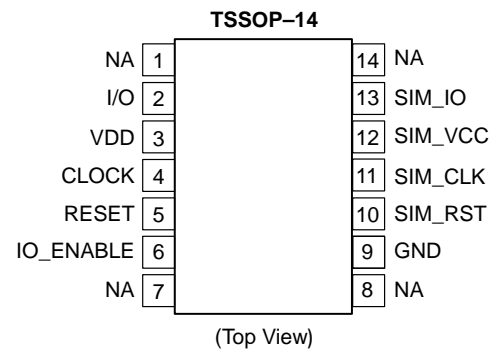 TSSOP–14
NA 1 14 NA
I/O 2 13 SIM_IO
VDD 3 12 SIM_VCC
CLOCK 4 11 SIM_CLK
RESET 5 10 SIM_RST
IO_ENABLE 6 9 GND
NA 7 8 NA
(Top View)